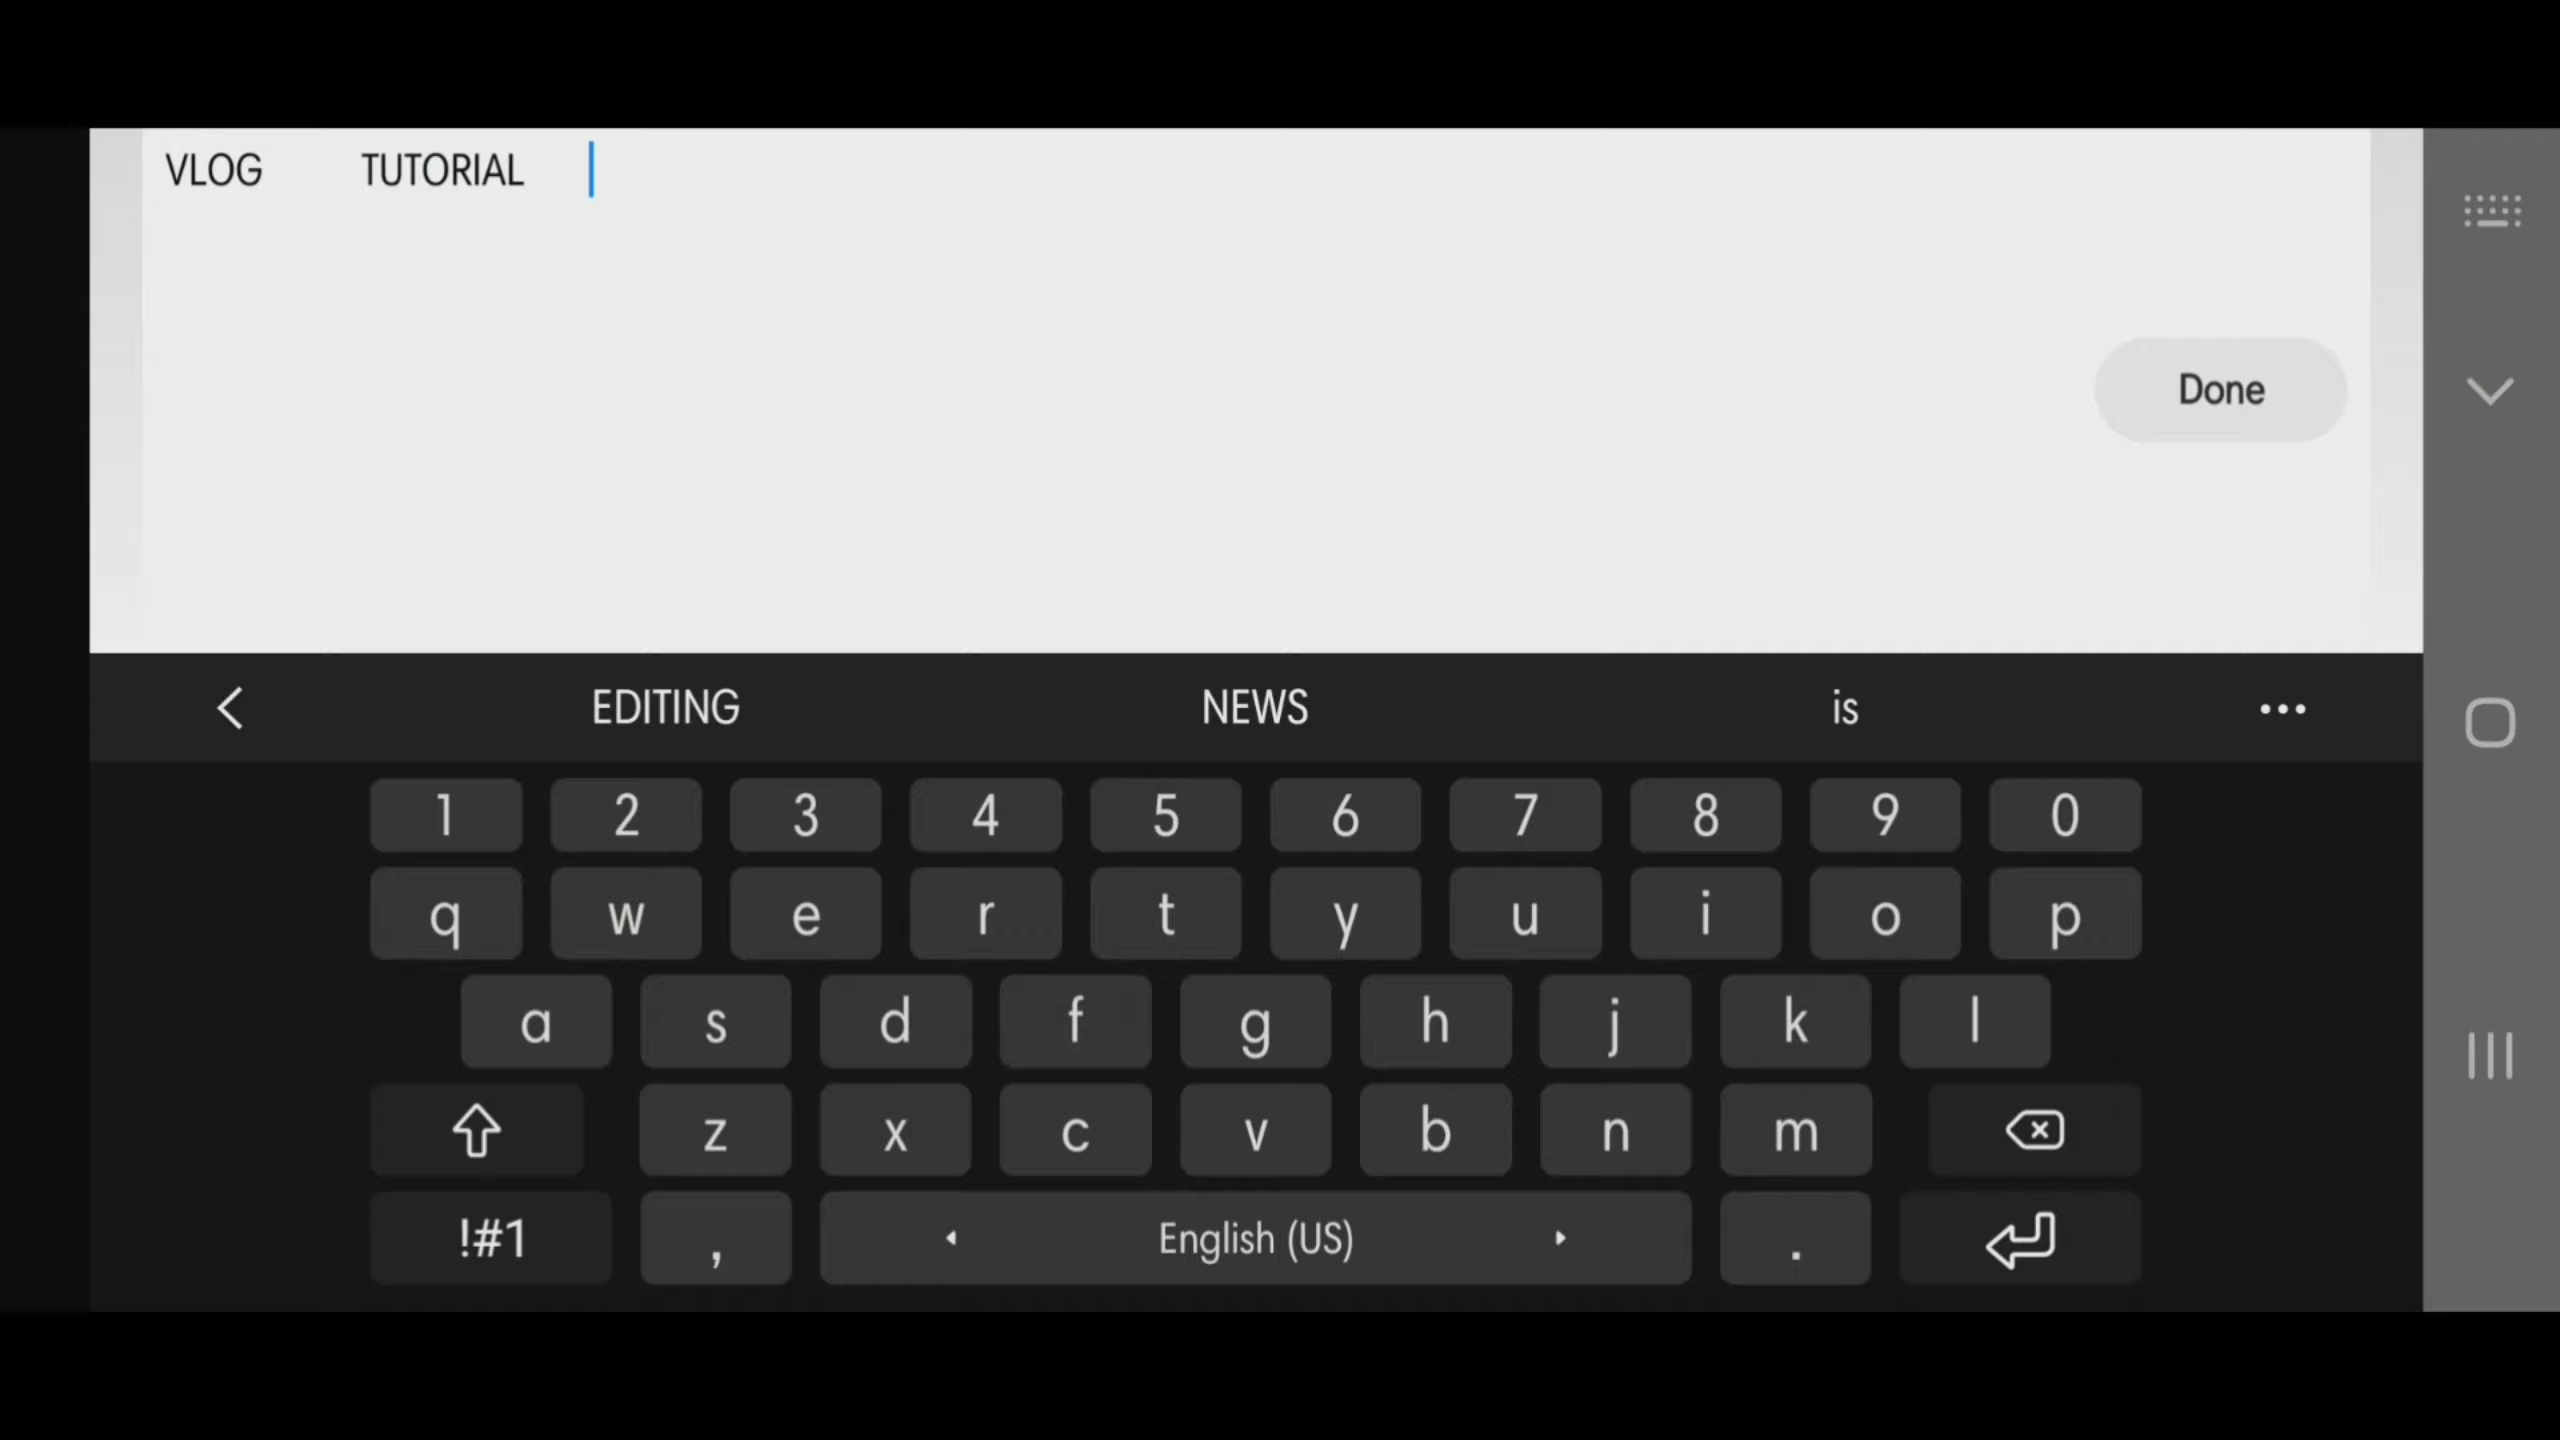 VLOG TUTORIAL
Done
EDITING NEWS is
1 2 3 4 5 6 7 8 9 0
q w e r t y u i o p
a s d f g h j k l
z x c v b n m
!#1 , English (US) .